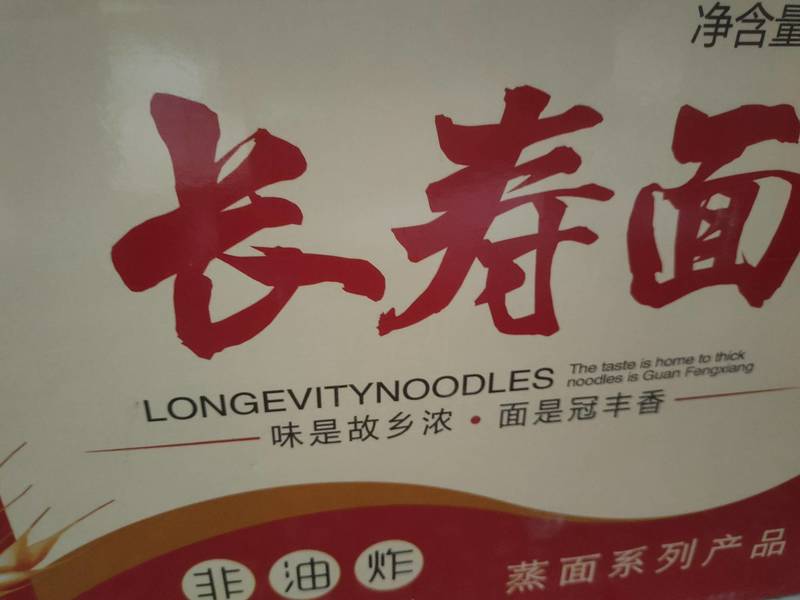 净含量
长寿面
LONGEVITYNOODLES
The taste is home to thick
noodles is Guan Fengxiang
味是故乡浓·面是冠丰香
非油炸
蒸面系列产品